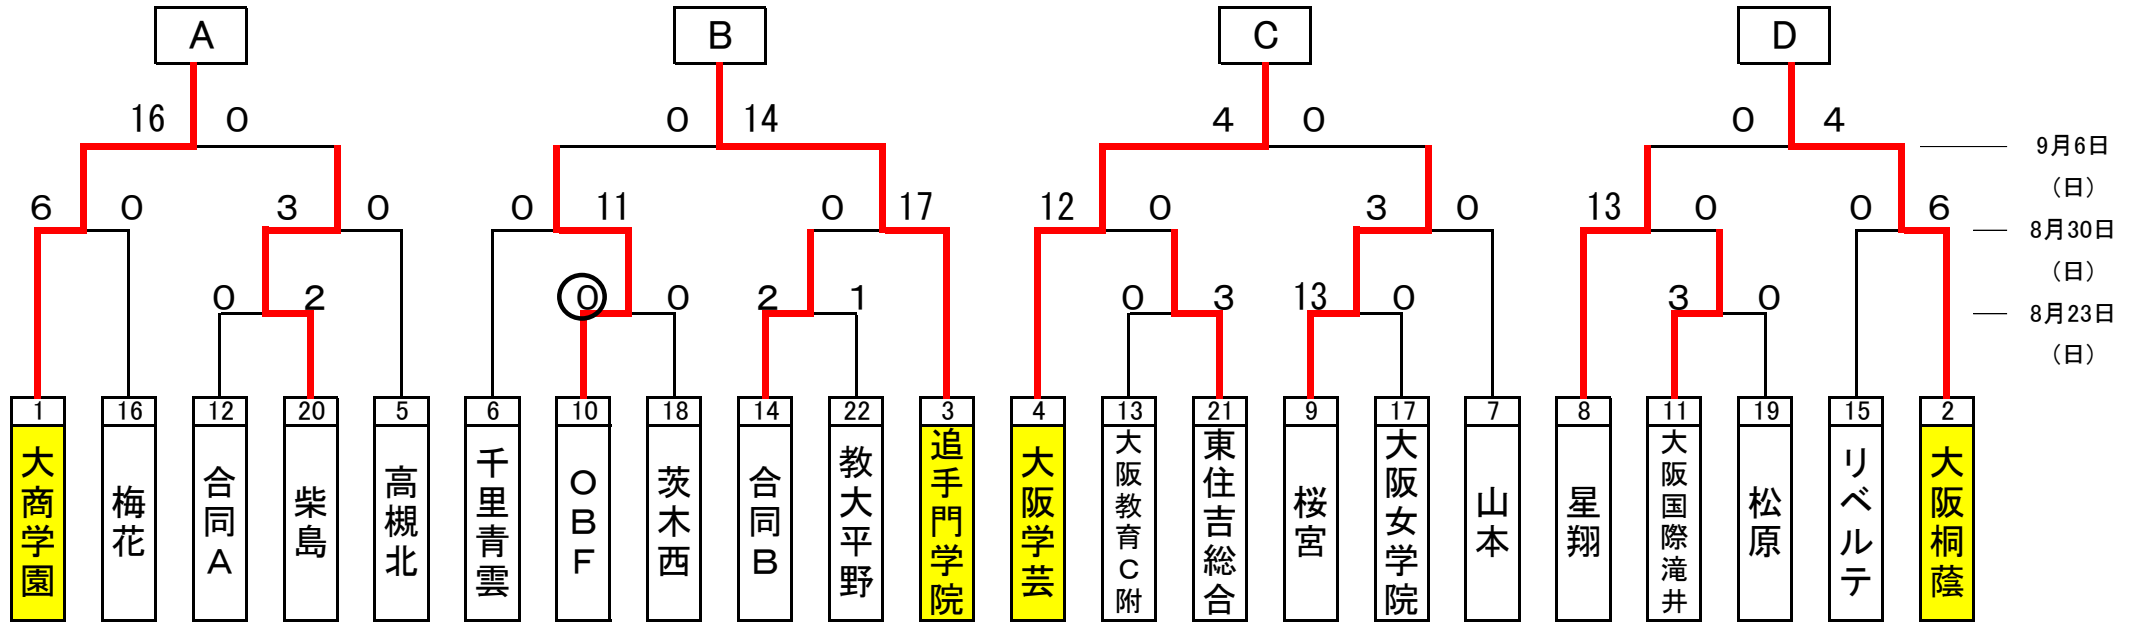 A B C D
16 0 0 14 4 0 0 4
9月6日
(日)
6 0 3 0 0 11 0 17 12 0 3 0 13 0 0 6
8月30日
(日)
0 2 0 0 2 1 0 3 13 0 3 0
8月23日
(日)
1 16 12 20 5 6 10 18 14 22 3 4 13 21 9 17 7 8 11 19 15 2
大商学園
梅花
合同A
柴島
高槻北
千里青雲
OBF
茨木西
合同B
教大平野
追手門学院
大阪学芸
大阪教育C附
東住吉総合
桜宮
大阪女学院
山本
星翔
大阪国際滝井
松原
リベルテ
大阪桐蔭